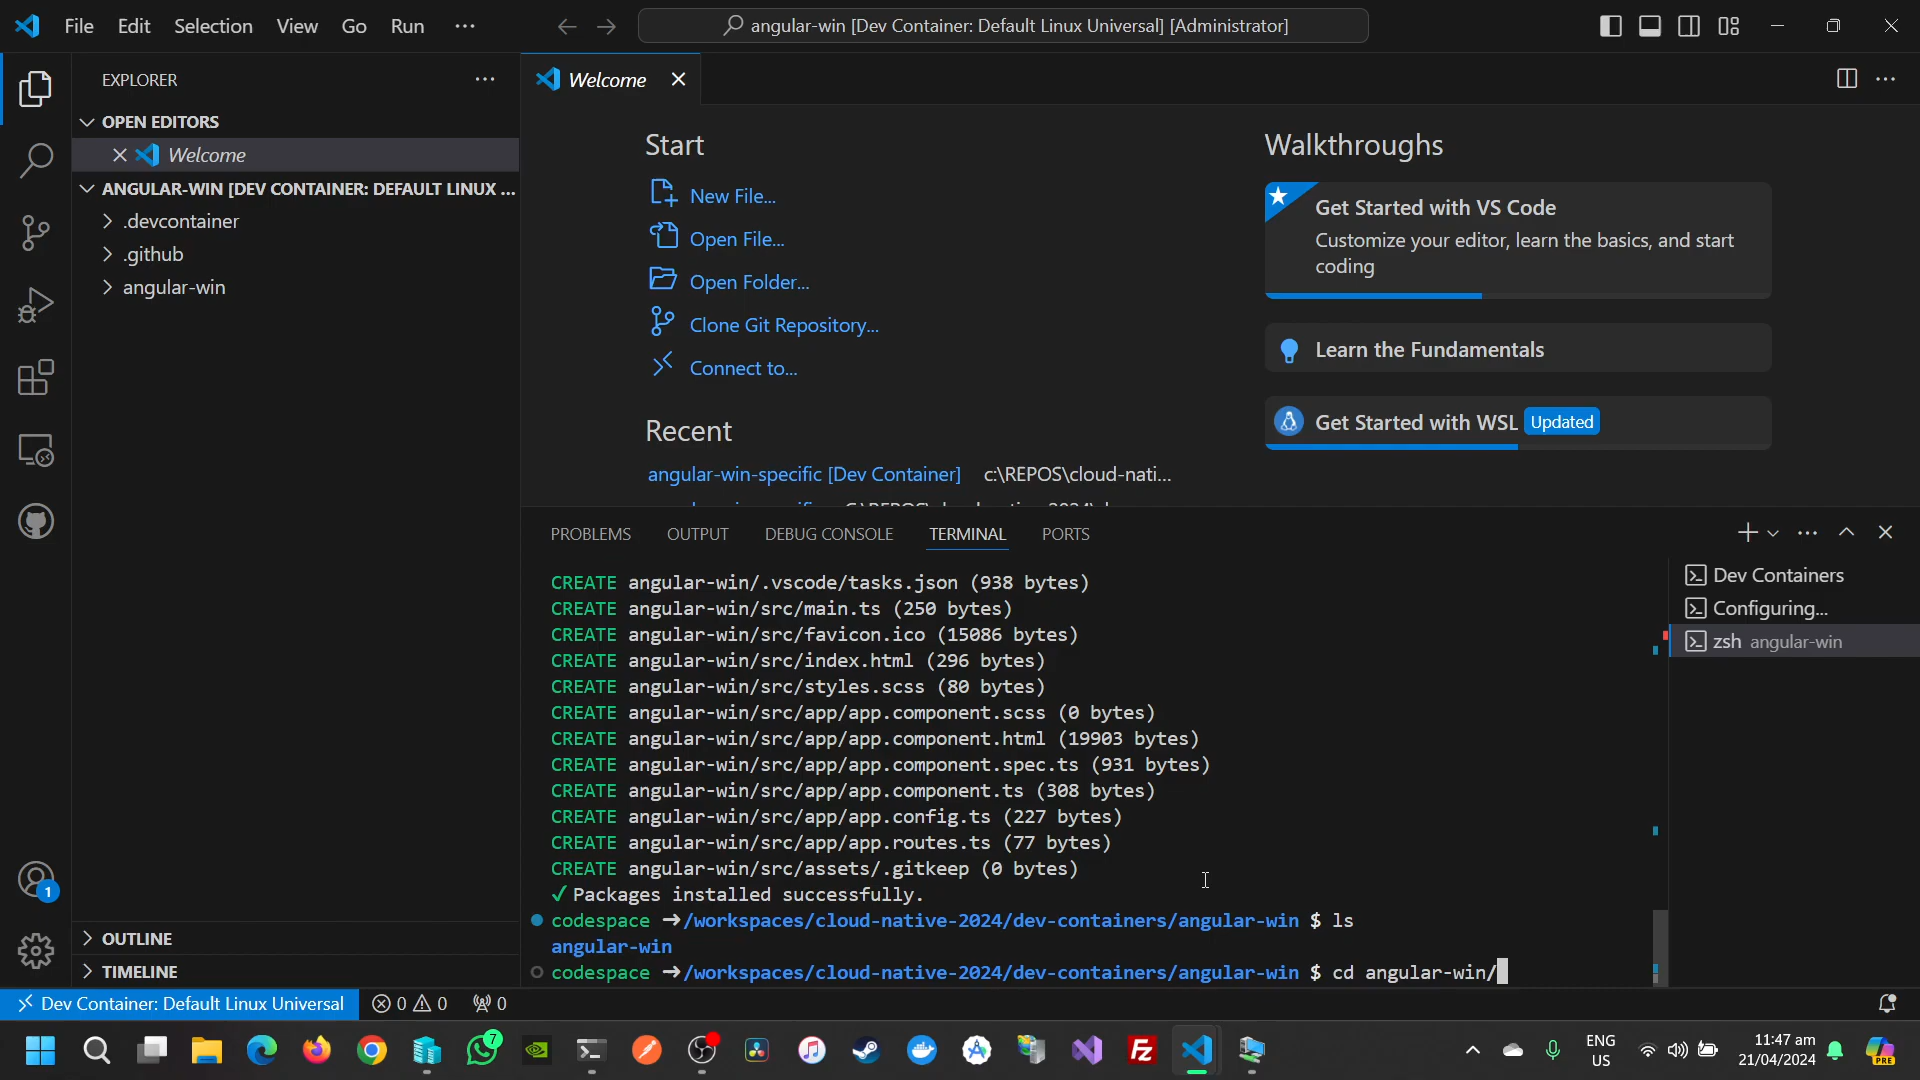 File Edit Selection View Go Run ···
angular-win [Dev Container: Default Linux Universal] [Administrator]
EXPLORER
OPEN EDITORS
Welcome
ANGULAR-WIN [DEV CONTAINER: DEFAULT LINUX ...
.devcontainer
.github
angular-win
OUTLINE
TIMELINE
Welcome
Start
New File...
Open File...
Open Folder...
Clone Git Repository...
Connect to...
Recent
angular-win-specific [Dev Container] c:\REPOS\cloud-nati...
Walkthroughs
Get Started with VS Code
Customize your editor, learn the basics, and start
coding
Learn the Fundamentals
Get Started with WSL Updated
PROBLEMS OUTPUT DEBUG CONSOLE TERMINAL PORTS
CREATE angular-win/.vscode/tasks.json (938 bytes)
CREATE angular-win/src/main.ts (250 bytes)
CREATE angular-win/src/favicon.ico (15086 bytes)
CREATE angular-win/src/index.html (296 bytes)
CREATE angular-win/src/styles.scss (80 bytes)
CREATE angular-win/src/app/app.component.scss (0 bytes)
CREATE angular-win/src/app/app.component.html (19903 bytes)
CREATE angular-win/src/app/app.component.spec.ts (931 bytes)
CREATE angular-win/src/app/app.component.ts (308 bytes)
CREATE angular-win/src/app/app.config.ts (227 bytes)
CREATE angular-win/src/app/app.routes.ts (77 bytes)
CREATE angular-win/src/assets/.gitkeep (0 bytes)
✓ Packages installed successfully.
codespace ➜/workspaces/cloud-native-2024/dev-containers/angular-win $ ls
angular-win
codespace ➜/workspaces/cloud-native-2024/dev-containers/angular-win $ cd angular-win/
Dev Containers
Configuring...
zsh angular-win
1
Dev Container: Default Linux Universal 0 0 0
7
Fz
ENG
US
11:47 am
21/04/2024
PRE